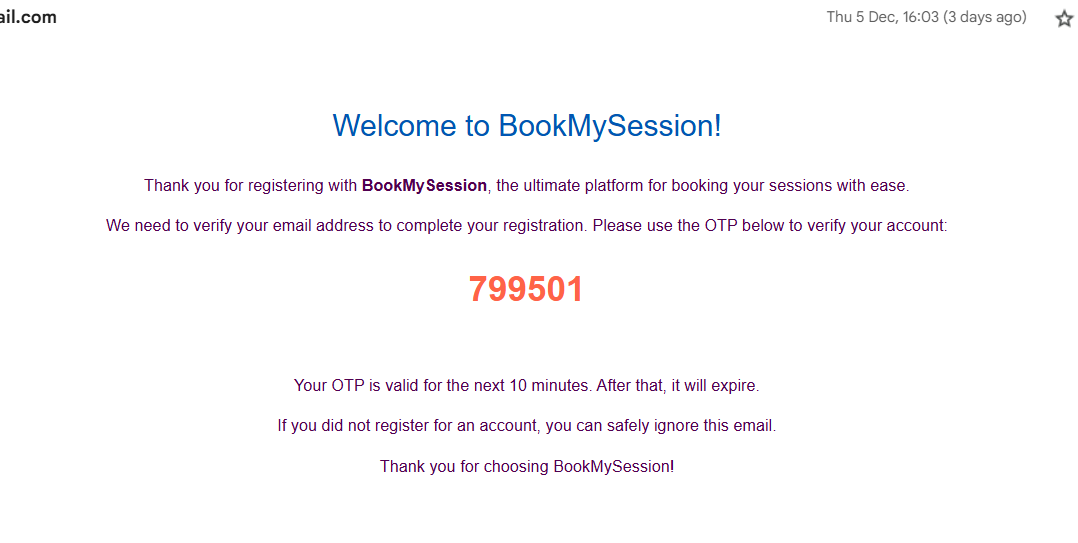 ail.com
Thu 5 Dec, 16:03 (3 days ago)
Welcome to BookMySession!
Thank you for registering with BookMySession, the ultimate platform for booking your sessions with ease.
We need to verify your email address to complete your registration. Please use the OTP below to verify your account:
799501
Your OTP is valid for the next 10 minutes. After that, it will expire.
If you did not register for an account, you can safely ignore this email.
Thank you for choosing BookMySession!